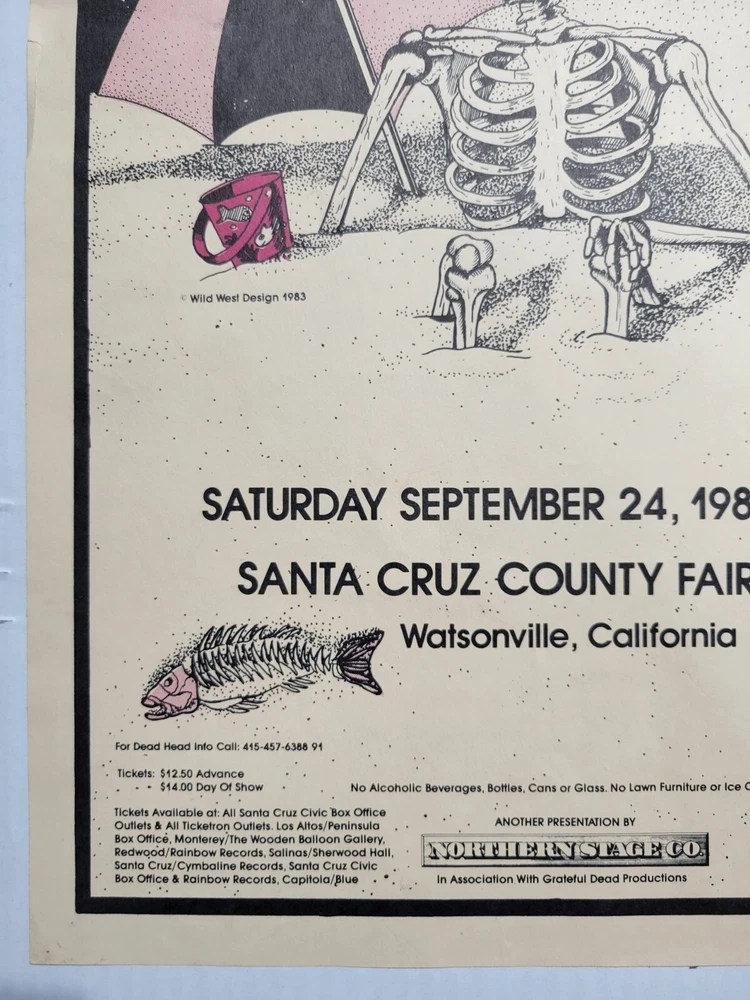 © Wild West Design 1983
SATURDAY SEPTEMBER 24, 198
SANTA CRUZ COUNTY FAIR
Watsonville, California
For Dead Head Info Call: 415-457-6388 91
Tickets: $12.50 Advance
$14.00 Day Of Show
No Alcoholic Beverages, Bottles, Cans or Glass. No Lawn Furniture or Ice C
Tickets Available at: All Santa Cruz Civic Box Office
Outlets & All Ticketron Outlets. Los Altos/Peninsula
Box Office, Monterey/The Wooden Balloon Gallery,
Redwood/Rainbow Records, Salinas/Sherwood Hall,
Santa Cruz/Cymbaline Records, Santa Cruz Civic
Box Office & Rainbow Records, Capitola/Blue
ANOTHER PRESENTATION BY
NORTHERN STAGE CO.
In Association With Grateful Dead Productions